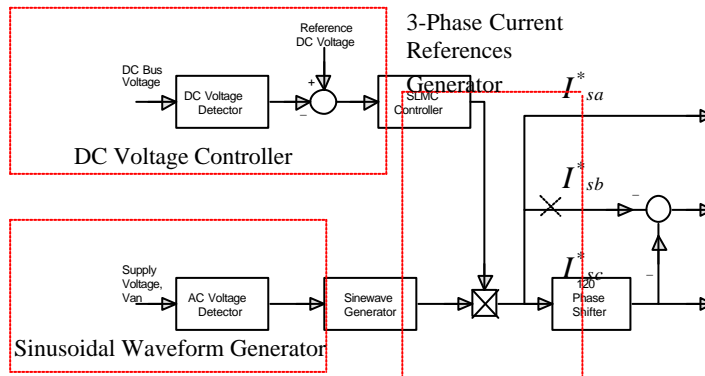 Reference
DC Voltage
3-Phase Current
References
Generator
DC Bus
Voltage
DC Voltage
Detector
+
−
SLMC
Controller
I*sa
DC Voltage Controller
I*sb
−
Supply
Voltage,
Van
AC Voltage
Detector
Sinewave
Generator
I*sc
120
Phase
Shifter
−
Sinusoidal Waveform Generator